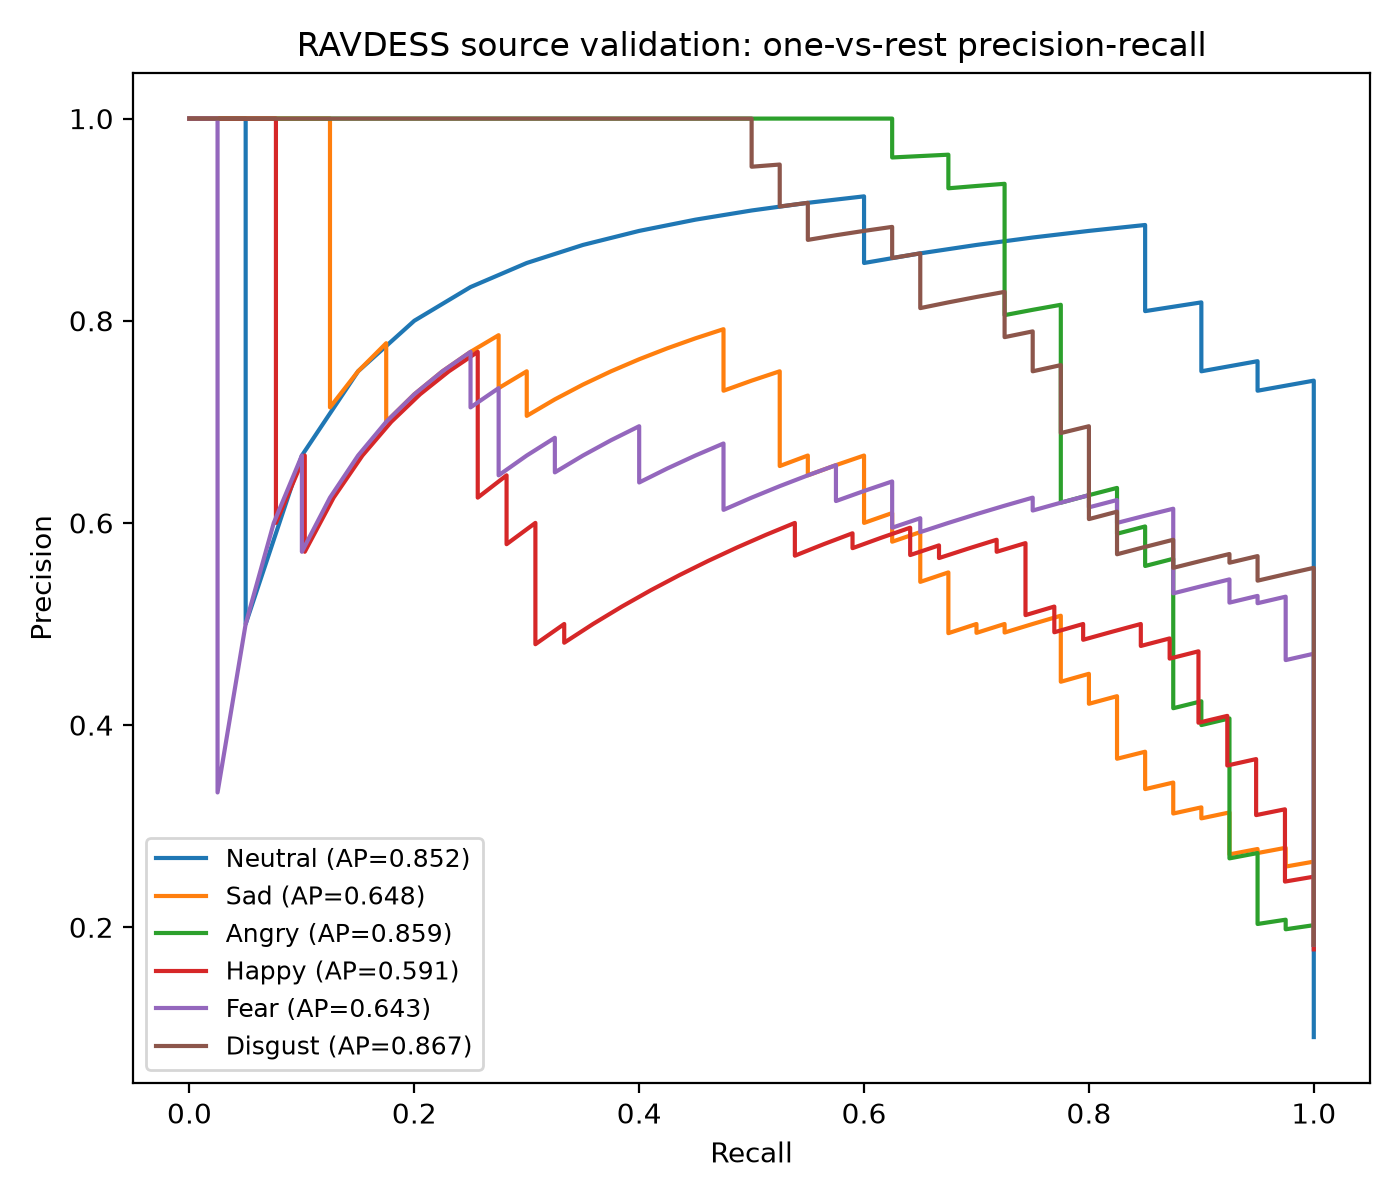 RAVDESS source validation: one-vs-rest precision-recall
Precision
1.0
0.8
0.6
0.4
0.2
Neutral (AP=0.852)
Sad (AP=0.648)
Angry (AP=0.859)
Happy (AP=0.591)
Fear (AP=0.643)
Disgust (AP=0.867)
0.0 0.2 0.4 0.6 0.8 1.0
Recall